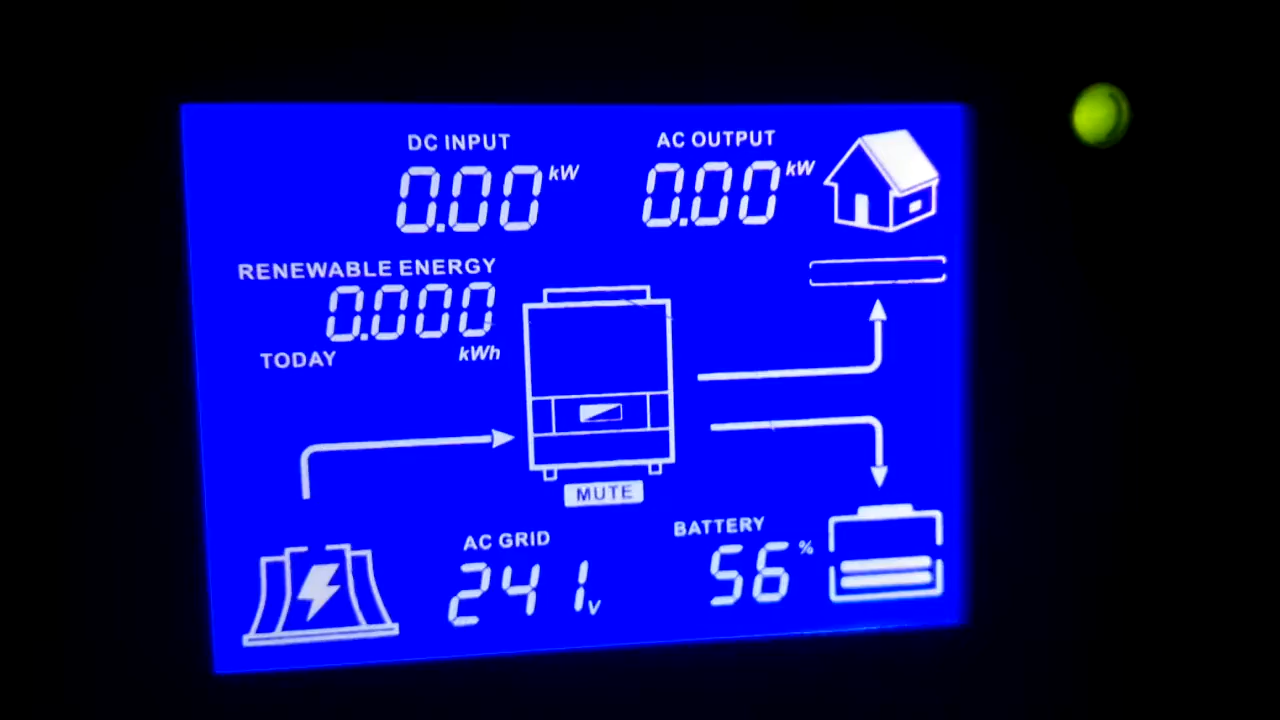 DC INPUT
0.00 kW
AC OUTPUT
0.00 kW
RENEWABLE ENERGY
0.000
TODAY kWh
MUTE
AC GRID
241 V
BATTERY
56 %